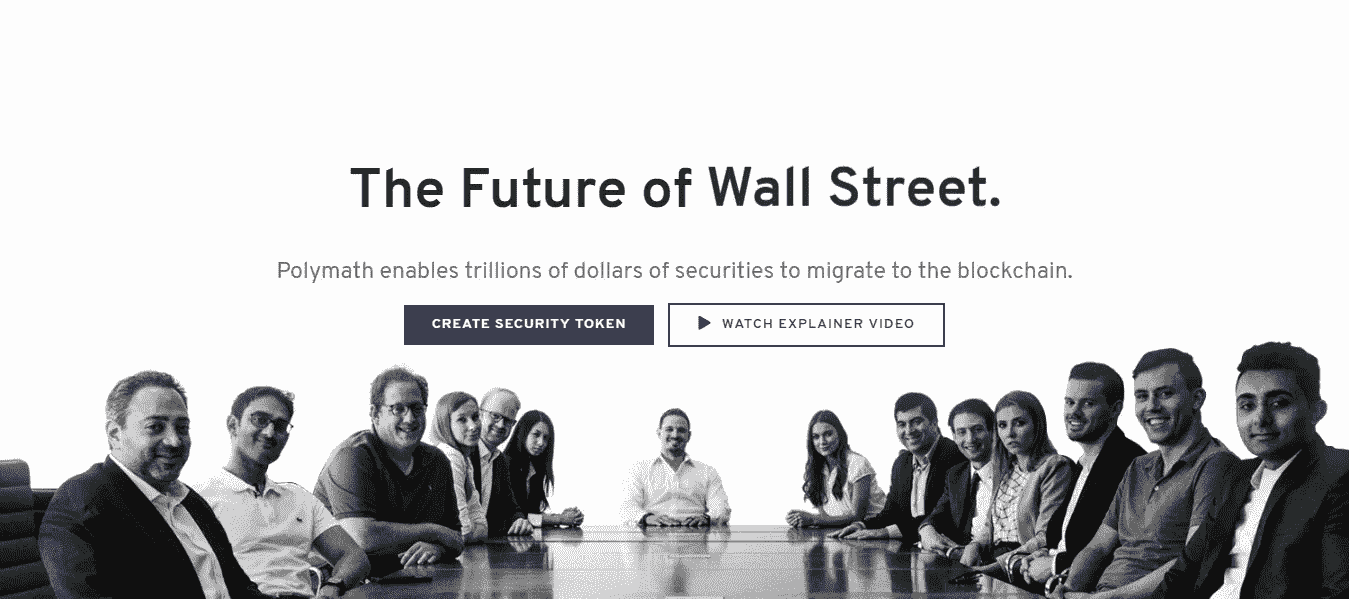 The Future of Wall Street.
Polymath enables trillions of dollars of securities to migrate to the blockchain.
CREATE SECURITY TOKEN
WATCH EXPLAINER VIDEO